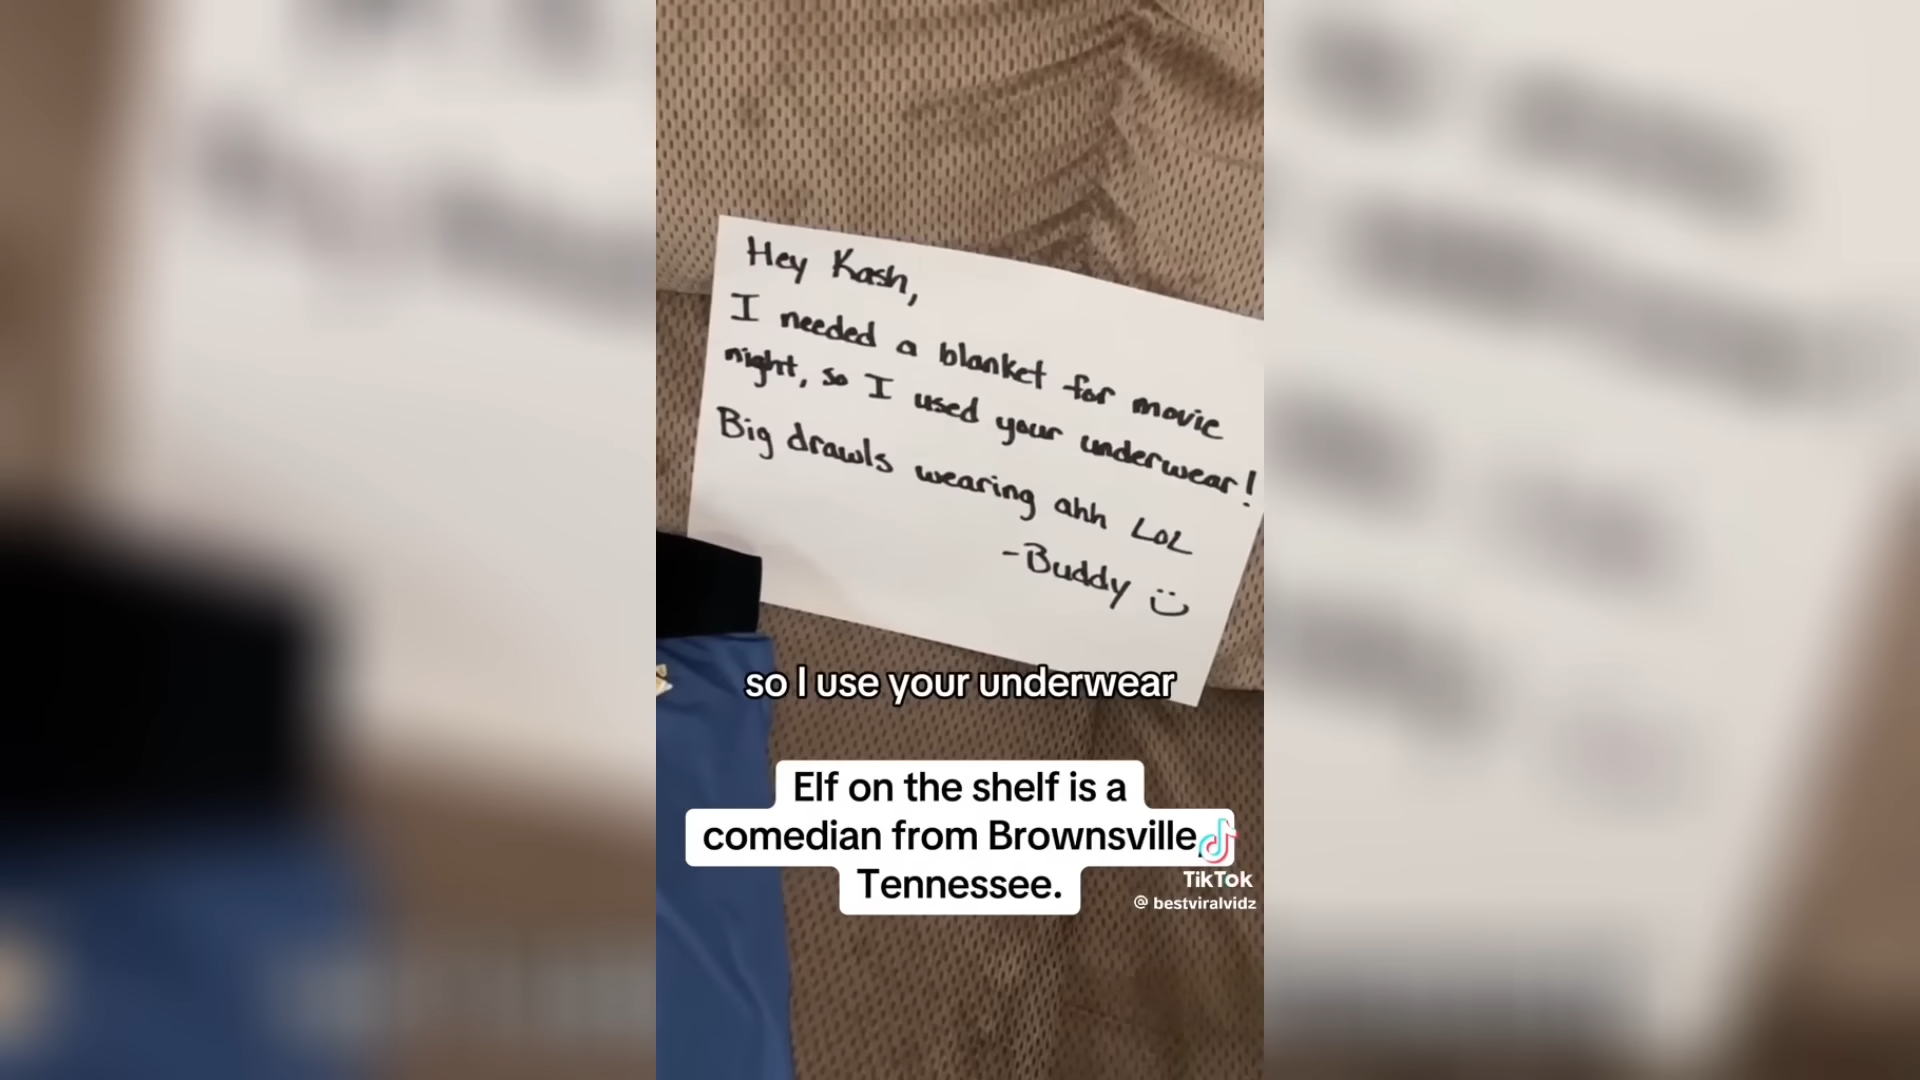 Hey Kash,
I needed a blanket for movie
night, so I used your underwear!
Big drawls wearing ahh LOL
-Buddy
so I use your underwear
Elf on the shelf is a
comedian from Brownsville,
Tennessee.
TikTok
@ bestviralvidz